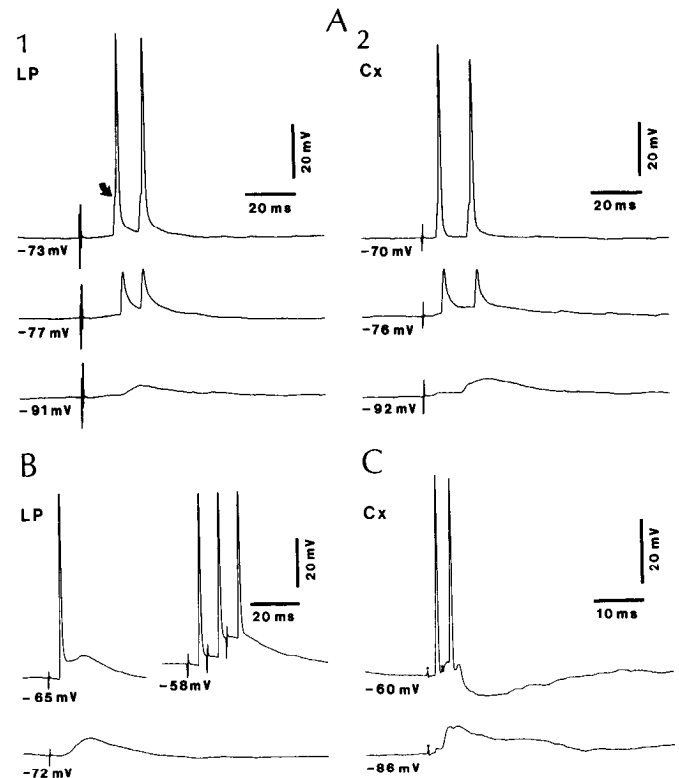 A
1
LP
20 mV
20 ms
-73 mV
-77 mV
-91 mV
2
Cx
20 mV
20 ms
-70 mV
-76 mV
-92 mV
B
LP
20 mV
20 ms
-65 mV
-58 mV
-72 mV
C
Cx
20 mV
10 ms
-60 mV
-86 mV